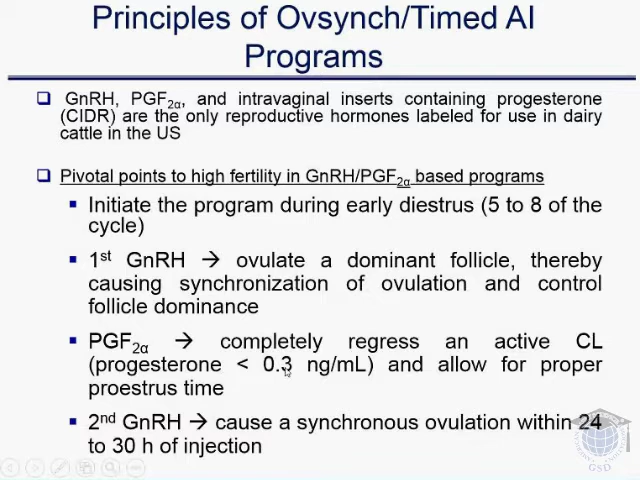 Principles of Ovsynch/Timed AI
Programs
GnRH, PGF2α, and intravaginal inserts containing progesterone
(CIDR) are the only reproductive hormones labeled for use in dairy
cattle in the US
Pivotal points to high fertility in GnRH/PGF2α based programs
Initiate the program during early diestrus (5 to 8 of the
cycle)
1st GnRH → ovulate a dominant follicle, thereby
causing synchronization of ovulation and control
follicle dominance
PGF2α → completely regress an active CL
(progesterone < 0.3 ng/mL) and allow for proper
proestrus time
2nd GnRH → cause a synchronous ovulation within 24
to 30 h of injection
GSD